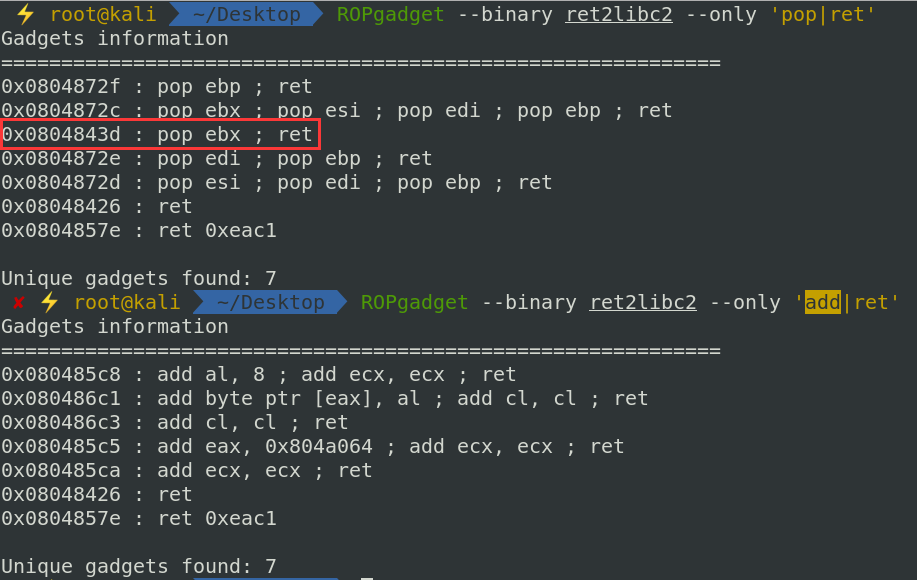 ⚡ root@kali ~/Desktop ROPgadget --binary ret2libc2 --only 'pop|ret'
Gadgets information
============================================================
0x0804872f : pop ebp ; ret
0x0804872c : pop ebx ; pop esi ; pop edi ; pop ebp ; ret
0x0804843d : pop ebx ; ret
0x0804872e : pop edi ; pop ebp ; ret
0x0804872d : pop esi ; pop edi ; pop ebp ; ret
0x08048426 : ret
0x0804857e : ret 0xeac1
Unique gadgets found: 7
✘ ⚡ root@kali ~/Desktop ROPgadget --binary ret2libc2 --only 'add|ret'
Gadgets information
============================================================
0x080485c8 : add al, 8 ; add ecx, ecx ; ret
0x080486c1 : add byte ptr [eax], al ; add cl, cl ; ret
0x080486c3 : add cl, cl ; ret
0x080485c5 : add eax, 0x804a064 ; add ecx, ecx ; ret
0x080485ca : add ecx, ecx ; ret
0x08048426 : ret
0x0804857e : ret 0xeac1
Unique gadgets found: 7